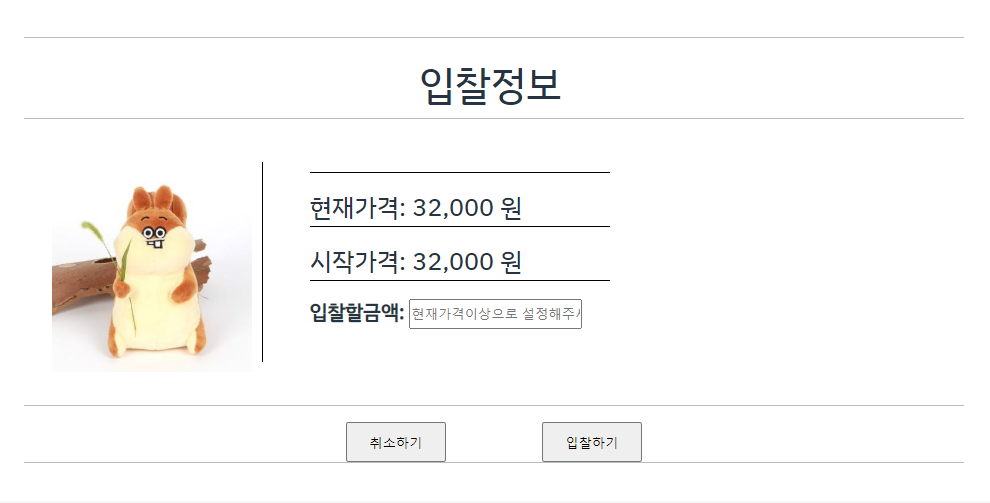 입찰정보
현재가격: 32,000 원
시작가격: 32,000 원
입찰할금액: 현재가격이상으로 설정해주
취소하기
입찰하기